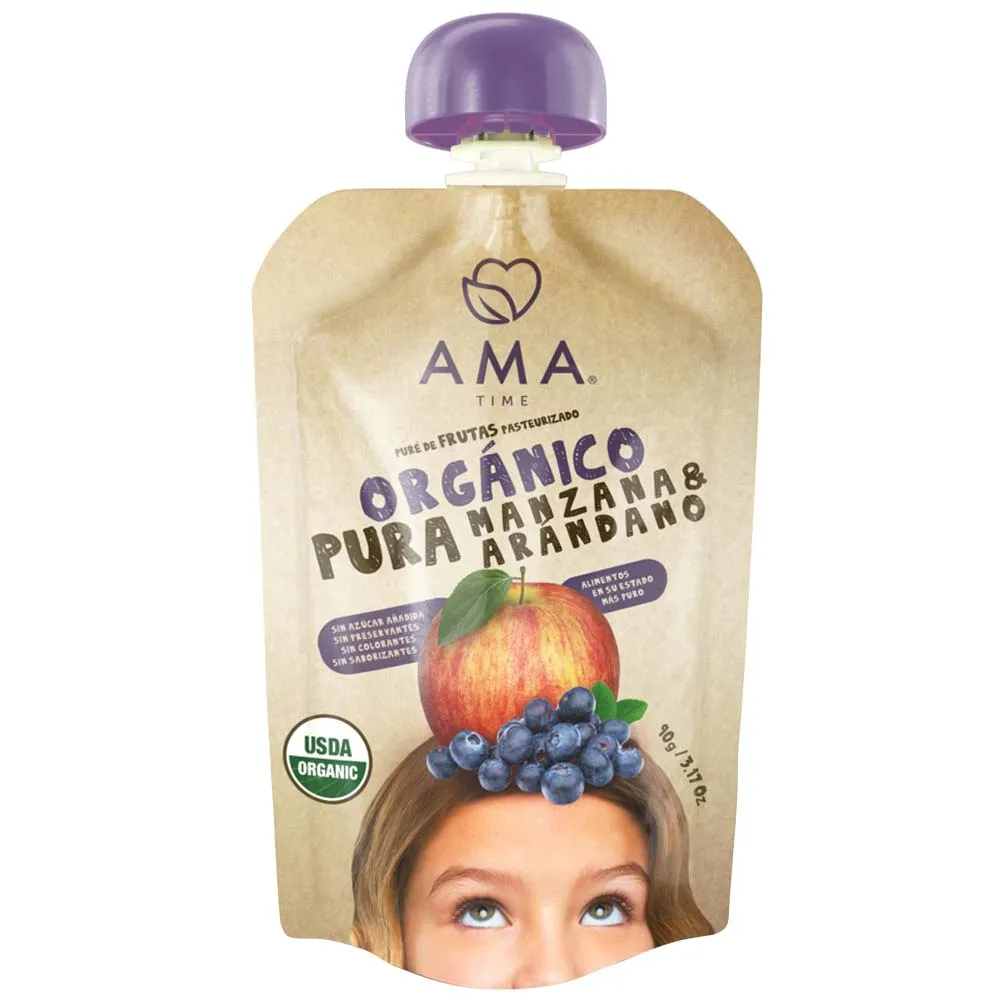 AMA®
TIME
PURÉ DE FRUTAS PASTEURIZADO
ORGÁNICO
PURA MANZANA &
ARÁNDANO
SIN AZÚCAR AÑADIDA
SIN PRESERVANTES
SIN COLORANTES
SIN SABORIZANTES
ALIMENTOS
EN SU ESTADO
MÁS PURO
USDA
ORGANIC
90g / 3.17 Oz